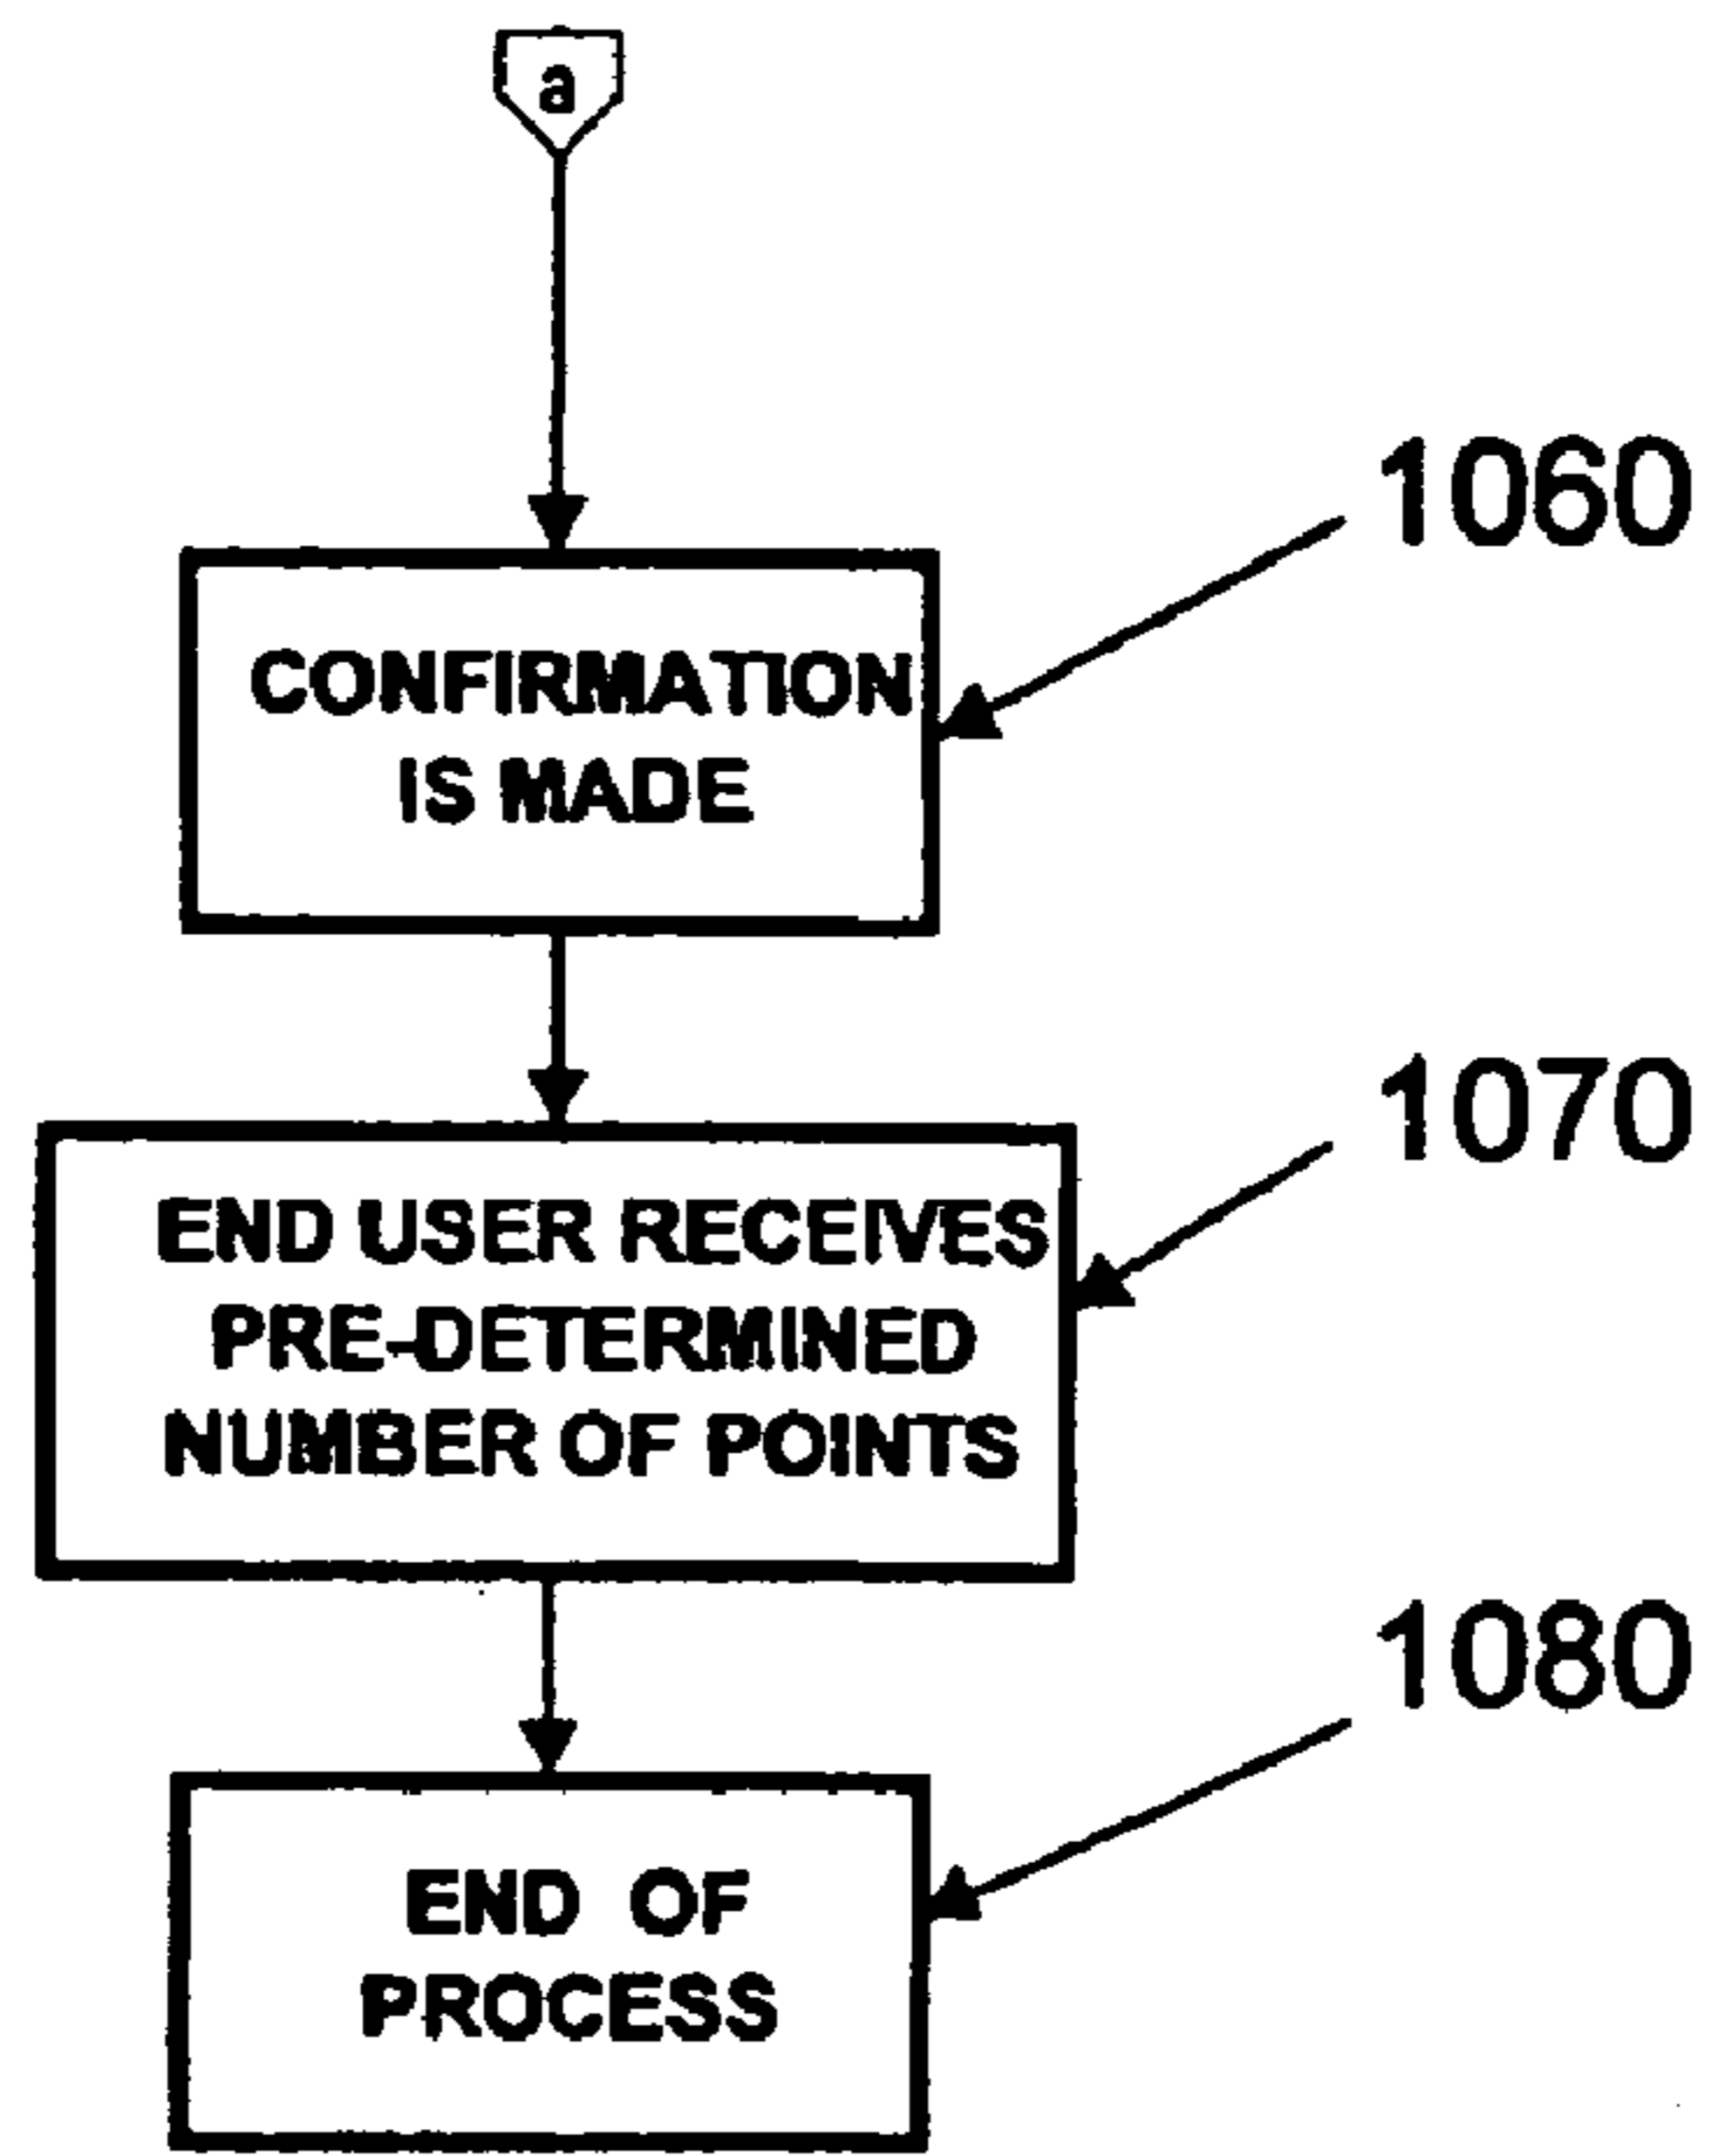 a
1060
CONFIRMATION
IS MADE
1070
END USER RECEIVES
PRE-DETERMINED
NUMBER OF POINTS
1080
END OF
PROCESS